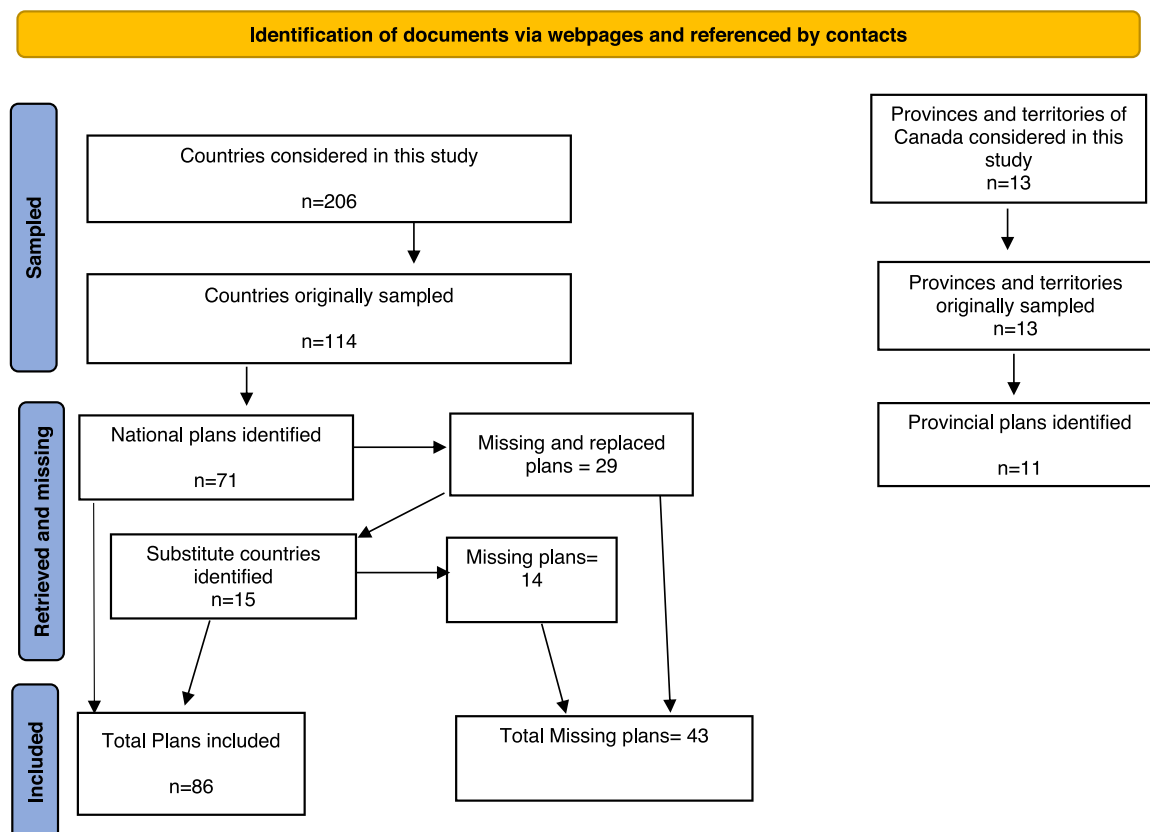 Identification of documents via webpages and referenced by contacts
Sampled
Countries considered in this study
n=206
Provinces and territories of
Canada considered in this
study
n=13
Countries originally sampled
n=114
Provinces and territories
originally sampled
n=13
Retrieved and missing
National plans identified
n=71
Missing and replaced
plans = 29
Provincial plans identified
n=11
Substitute countries
identified
n=15
Missing plans=
14
Included
Total Plans included
n=86
Total Missing plans= 43